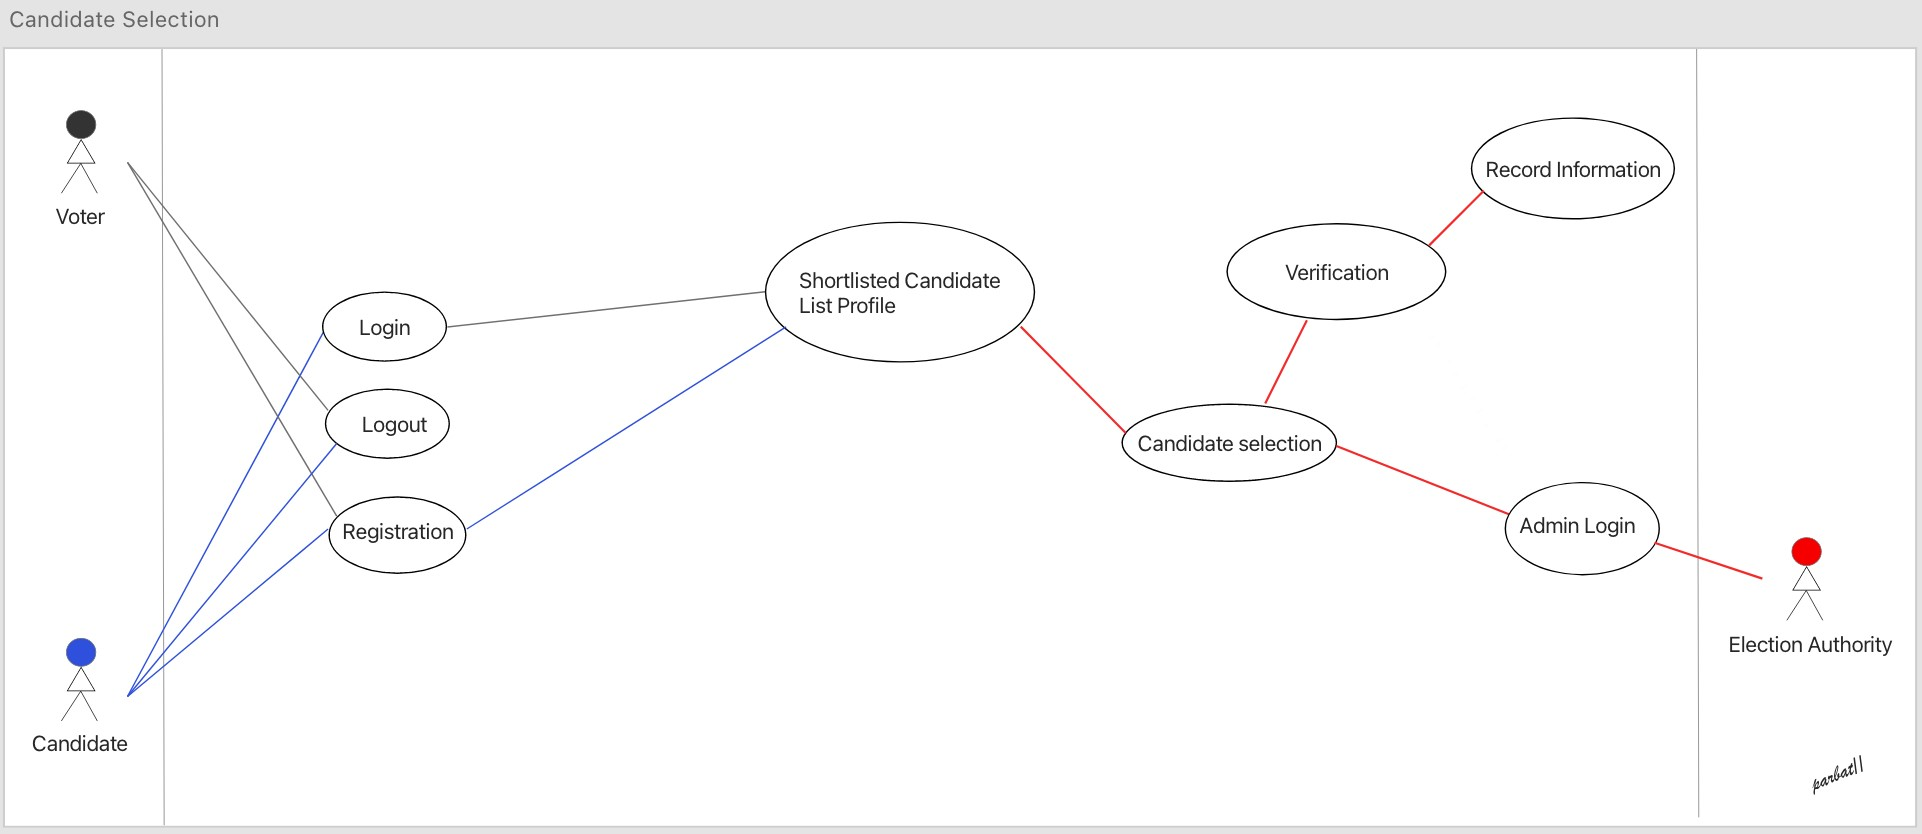 Candidate Selection
Voter
Record Information
Verification
Shortlisted Candidate
List Profile
Login
Logout
Candidate selection
Registration
Admin Login
Election Authority
Candidate
parbat||